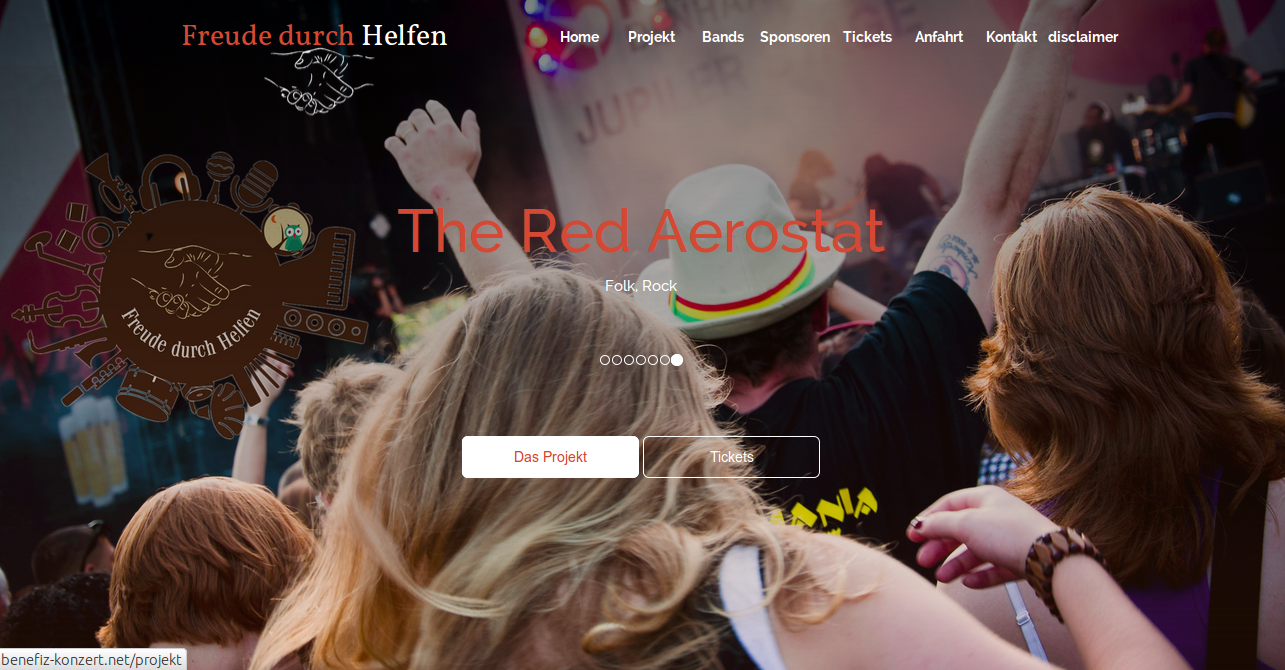 Freude durch Helfen
Home Projekt Bands Sponsoren Tickets Anfahrt Kontakt disclaimer
JUPILER
The Red Aerostat
Folk, Rock
Freude durch Helfen
Das Projekt Tickets
benefiz-konzert.net/projekt